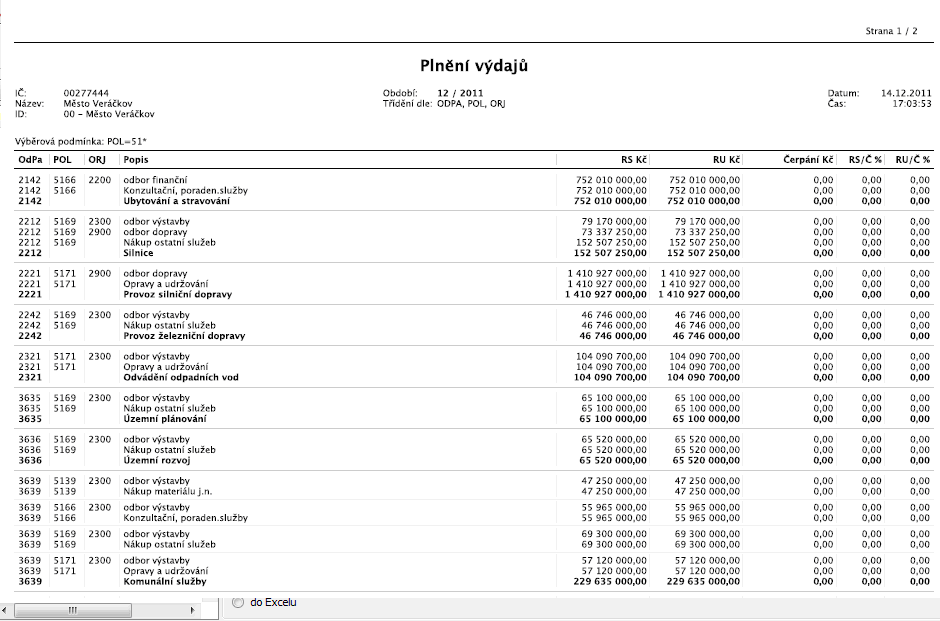 Strana 1 / 2
Plnění výdajů
IČ: 00277444 Období: 12 / 2011 Datum: 14.12.2011
Název: Město Veráčkov Třídění dle: ODPA, POL, ORJ Čas: 17:03:53
ID: 00 - Město Veráčkov
Výběrová podmínka: POL=51*
OdPa POL ORJ Popis RS Kč RU Kč Čerpání Kč RS/Č % RU/Č %
2142 5166 2200 odbor finanční 752 010 000,00 752 010 000,00 0,00 0,00 0,00
2142 5166 Konzultační, poraden.služby 752 010 000,00 752 010 000,00 0,00 0,00 0,00
2142 Ubytování a stravování 752 010 000,00 752 010 000,00 0,00 0,00 0,00
2212 5169 2300 odbor výstavby 79 170 000,00 79 170 000,00 0,00 0,00 0,00
2212 5169 2900 odbor dopravy 73 337 250,00 73 337 250,00 0,00 0,00 0,00
2212 5169 Nákup ostatní služeb 152 507 250,00 152 507 250,00 0,00 0,00 0,00
2212 Silnice 152 507 250,00 152 507 250,00 0,00 0,00 0,00
2221 5171 2900 odbor dopravy 1 410 927 000,00 1 410 927 000,00 0,00 0,00 0,00
2221 5171 Opravy a udržování 1 410 927 000,00 1 410 927 000,00 0,00 0,00 0,00
2221 Provoz silniční dopravy 1 410 927 000,00 1 410 927 000,00 0,00 0,00 0,00
2242 5169 2300 odbor výstavby 46 746 000,00 46 746 000,00 0,00 0,00 0,00
2242 5169 Nákup ostatní služeb 46 746 000,00 46 746 000,00 0,00 0,00 0,00
2242 Provoz železniční dopravy 46 746 000,00 46 746 000,00 0,00 0,00 0,00
2321 5171 2300 odbor výstavby 104 090 700,00 104 090 700,00 0,00 0,00 0,00
2321 5171 Opravy a udržování 104 090 700,00 104 090 700,00 0,00 0,00 0,00
2321 Odvádění odpadních vod 104 090 700,00 104 090 700,00 0,00 0,00 0,00
3635 5169 2300 odbor výstavby 65 100 000,00 65 100 000,00 0,00 0,00 0,00
3635 5169 Nákup ostatní služeb 65 100 000,00 65 100 000,00 0,00 0,00 0,00
3635 Územní plánování 65 100 000,00 65 100 000,00 0,00 0,00 0,00
3636 5169 2300 odbor výstavby 65 520 000,00 65 520 000,00 0,00 0,00 0,00
3636 5169 Nákup ostatní služeb 65 520 000,00 65 520 000,00 0,00 0,00 0,00
3636 Územní rozvoj 65 520 000,00 65 520 000,00 0,00 0,00 0,00
3639 5139 2300 odbor výstavby 47 250 000,00 47 250 000,00 0,00 0,00 0,00
3639 5139 Nákup materiálu j.n. 47 250 000,00 47 250 000,00 0,00 0,00 0,00
3639 5166 2300 odbor výstavby 55 965 000,00 55 965 000,00 0,00 0,00 0,00
3639 5166 Konzultační, poraden.služby 55 965 000,00 55 965 000,00 0,00 0,00 0,00
3639 5169 2300 odbor výstavby 69 300 000,00 69 300 000,00 0,00 0,00 0,00
3639 5169 Nákup ostatní služeb 69 300 000,00 69 300 000,00 0,00 0,00 0,00
3639 5171 2300 odbor výstavby 57 120 000,00 57 120 000,00 0,00 0,00 0,00
3639 5171 Opravy a udržování 57 120 000,00 57 120 000,00 0,00 0,00 0,00
3639 Komunální služby 229 635 000,00 229 635 000,00 0,00 0,00 0,00
do Excelu